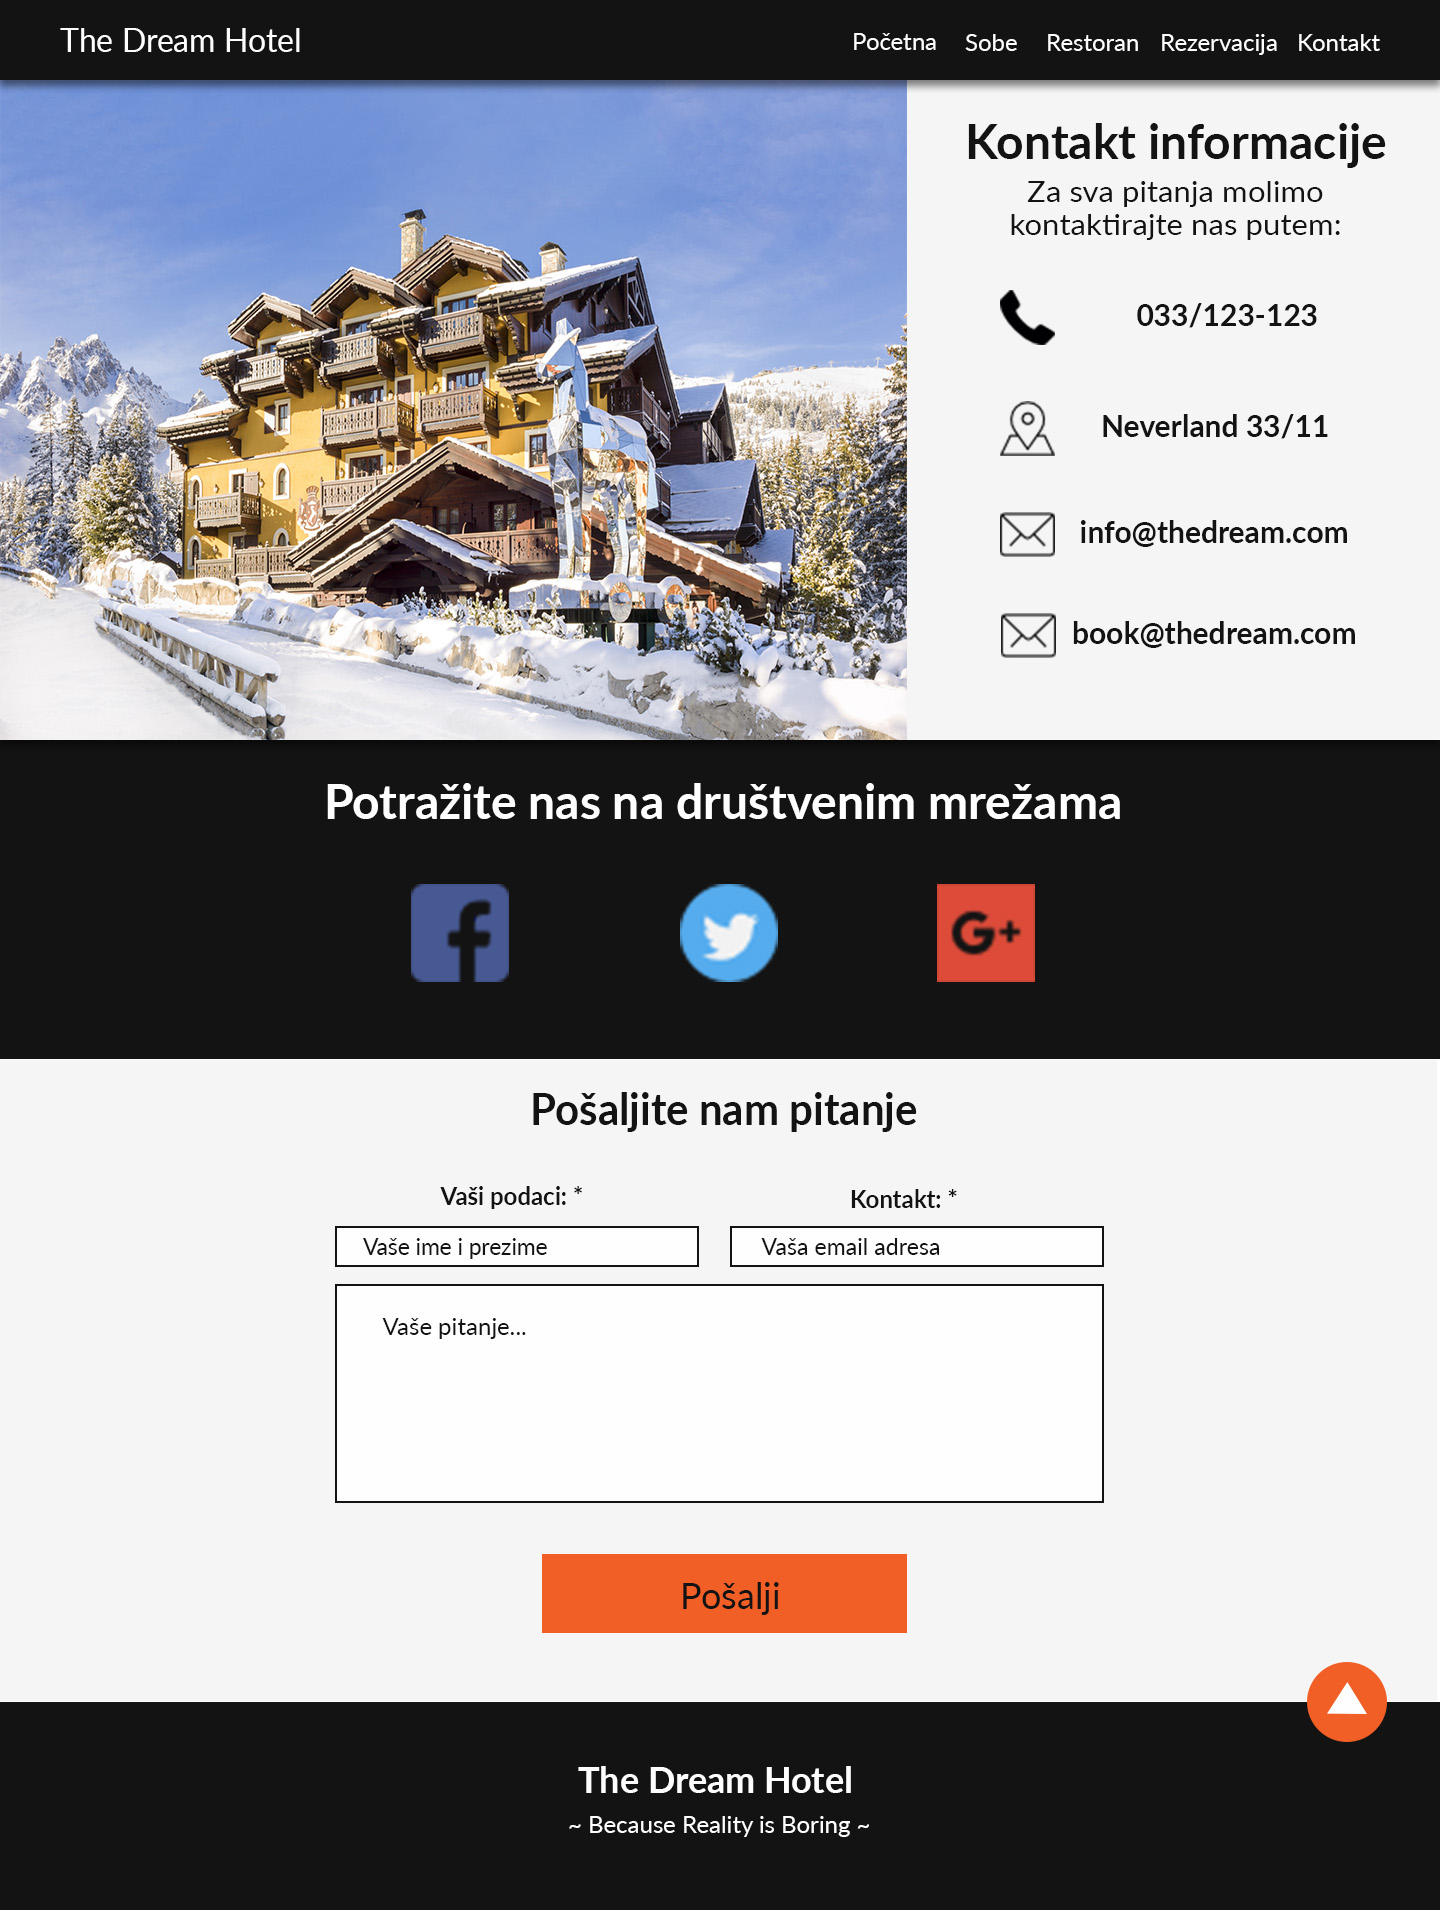 The Dream Hotel
Početna Sobe Restoran Rezervacija Kontakt
Kontakt informacije
Za sva pitanja molimo
kontaktirajte nas putem:
033/123-123
Neverland 33/11
info@thedream.com
book@thedream.com
Potražite nas na društvenim mrežama
f
G+
Pošaljite nam pitanje
Vaši podaci: * Kontakt: *
Vaše ime i prezime Vaša email adresa
Vaše pitanje...
Pošalji
The Dream Hotel
~ Because Reality is Boring ~